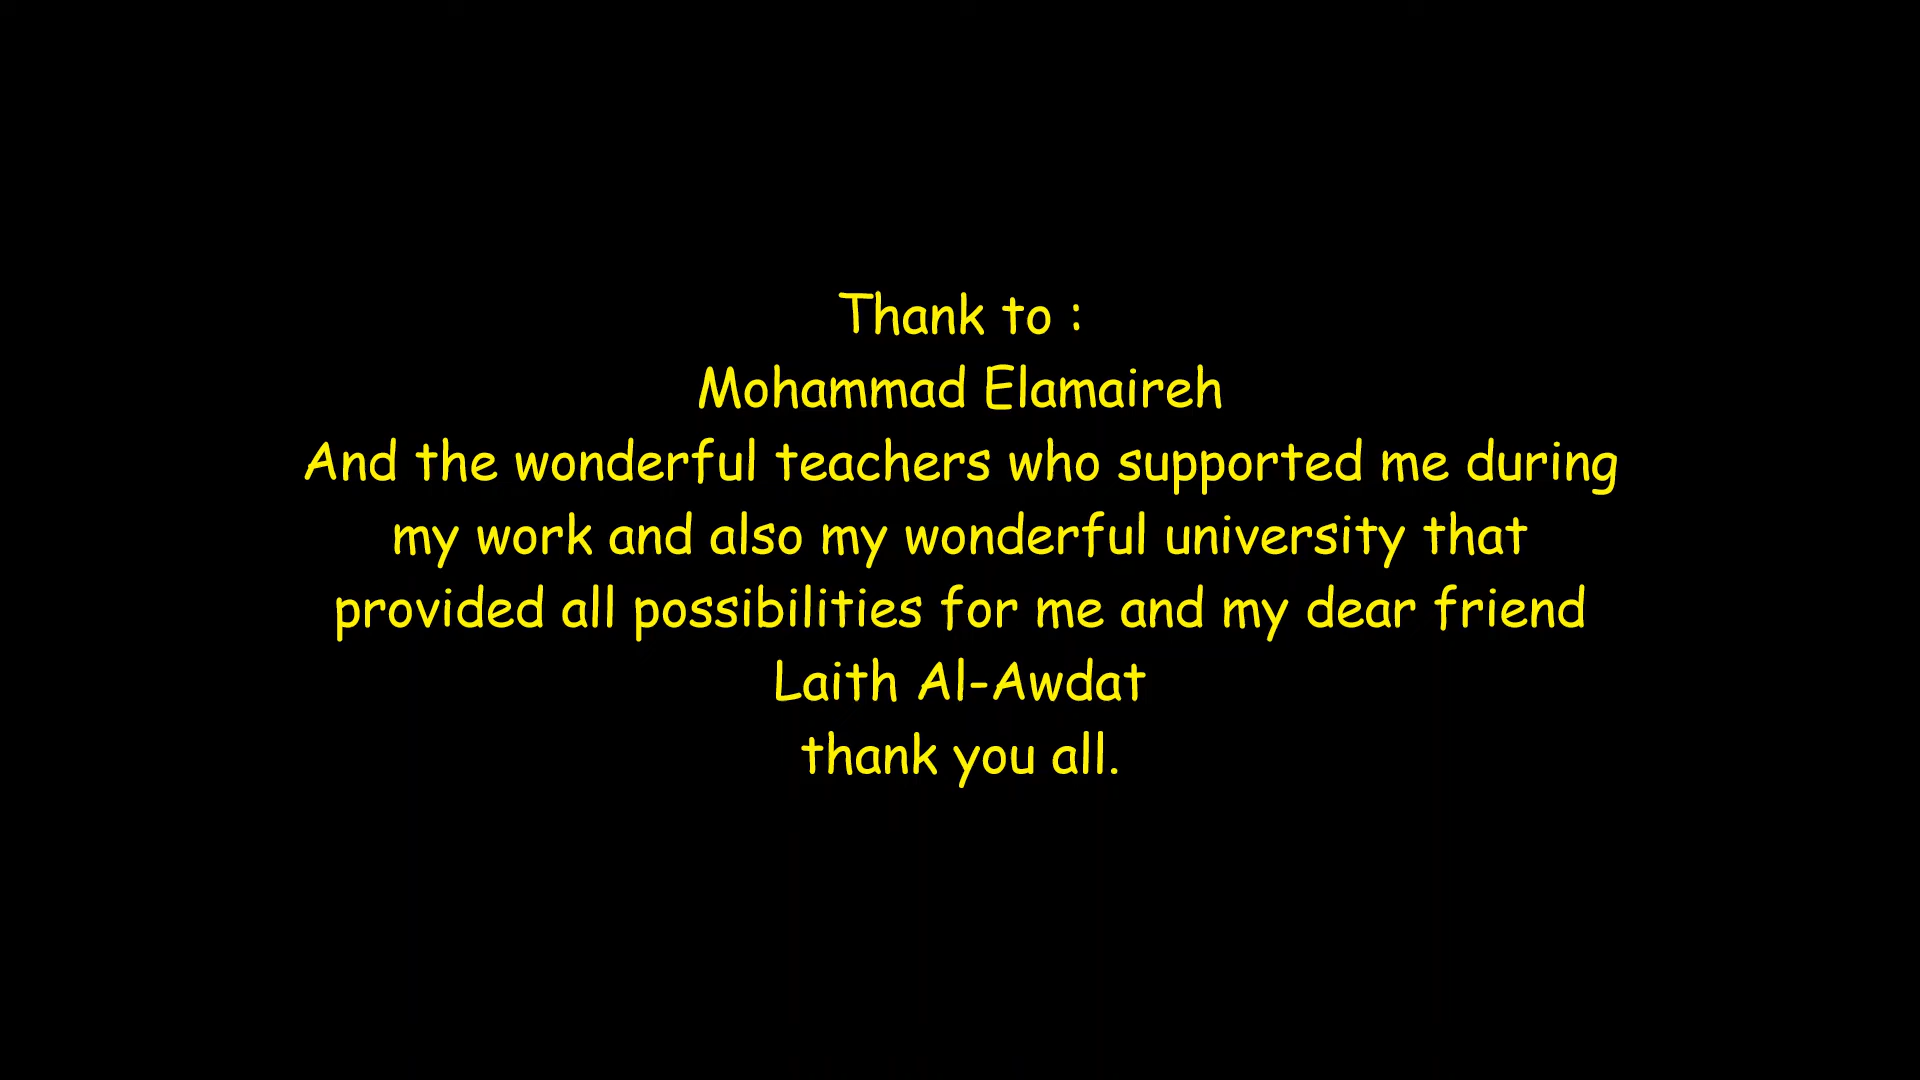 Thank to :
Mohammad Elamaireh
And the wonderful teachers who supported me during
my work and also my wonderful university that
provided all possibilities for me and my dear friend
Laith Al-Awdat
thank you all.